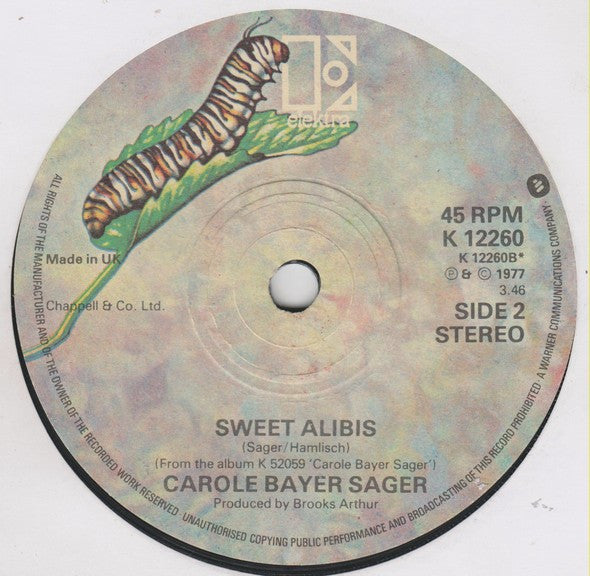 elektra
45 RPM
K 12260
K 12260B*
Ⓟ & © 1977
3.46
SIDE 2
STEREO
Made in UK
Chappell & Co. Ltd.
SWEET ALIBIS
(Sager/Hamlisch)
(From the album K 52059 'Carole Bayer Sager')
CAROLE BAYER SAGER
Produced by Brooks Arthur
ALL RIGHTS OF THE MANUFACTURER AND OF THE OWNER OF THE RECORDED WORK RESERVED · UNAUTHORISED COPYING PUBLIC PERFORMANCE AND BROADCASTING OF THIS RECORD PROHIBITED · A WARNER COMMUNICATIONS COMPANY ·